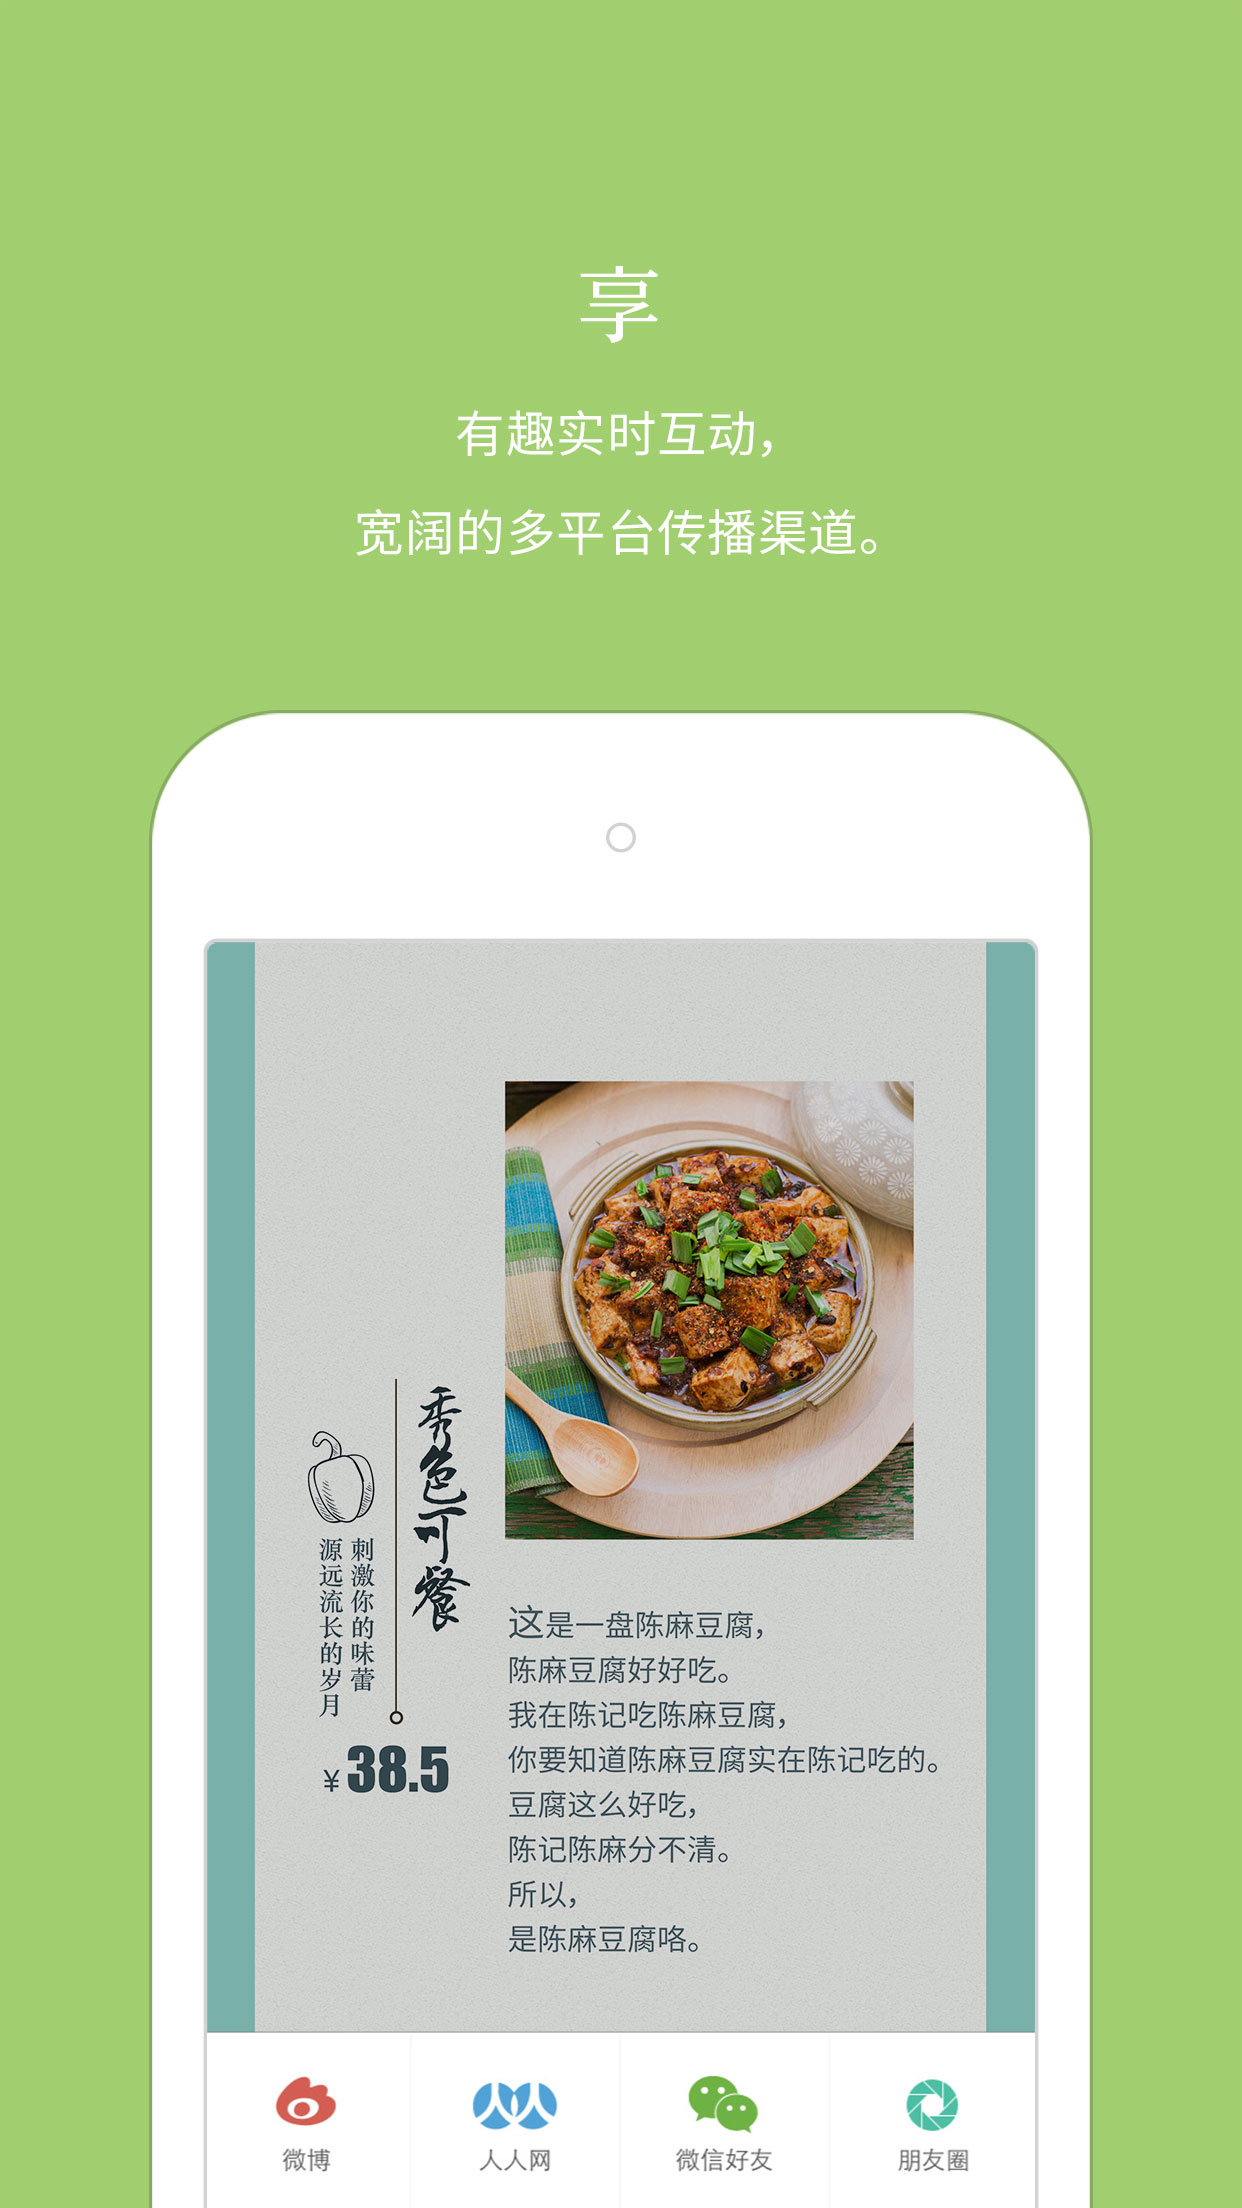 享
有趣实时互动，
宽阔的多平台传播渠道。
秀色可餐
刺激你的味蕾
源远流长的岁月
¥38.5
这是一盘陈麻豆腐，
陈麻豆腐好好吃。
我在陈记吃陈麻豆腐，
你要知道陈麻豆腐实在陈记吃的。
豆腐这么好吃，
陈记陈麻分不清。
所以，
是陈麻豆腐咯。
微博
人人网
微信好友
朋友圈